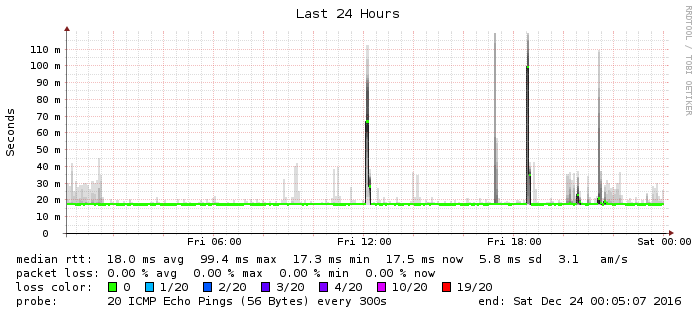 Last 24 Hours
RRDTOOL / TOBI OETIKER
Seconds
110 m
100 m
90 m
80 m
70 m
60 m
50 m
40 m
30 m
20 m
10 m
0
Fri 06:00 Fri 12:00 Fri 18:00 Sat 00:00
median rtt: 18.0 ms avg 99.4 ms max 17.3 ms min 17.5 ms now 5.8 ms sd 3.1 am/s
packet loss: 0.00 % avg 0.00 % max 0.00 % min 0.00 % now
loss color: 0 1/20 2/20 3/20 4/20 10/20 19/20
probe: 20 ICMP Echo Pings (56 Bytes) every 300s end: Sat Dec 24 00:05:07 2016